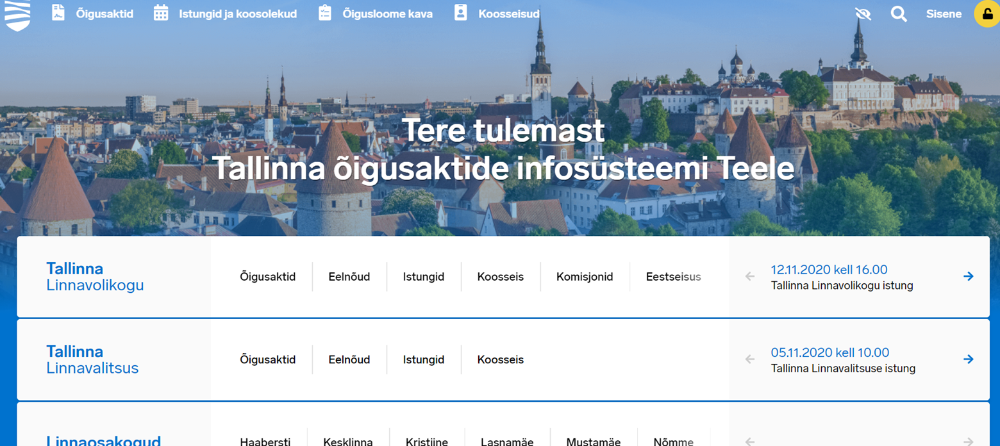 Õigusaktid Istungid ja koosolekud Õigusloome kava Koosseisud Sisene
Tere tulemast
Tallinna õigusaktide infosüsteemi Teele
Tallinna
Linnavolikogu
Õigusaktid Eelnõud Istungid Koosseis Komisjonid Eestseisus
12.11.2020 kell 16.00
Tallinna Linnavolikogu istung
Tallinna
Linnavalitsus
Õigusaktid Eelnõud Istungid Koosseis
05.11.2020 kell 10.00
Tallinna Linnavalitsuse istung
Linnaosakogud
Haabersti Kesklinna Kristiine Lasnamäe Mustamäe Nõmme